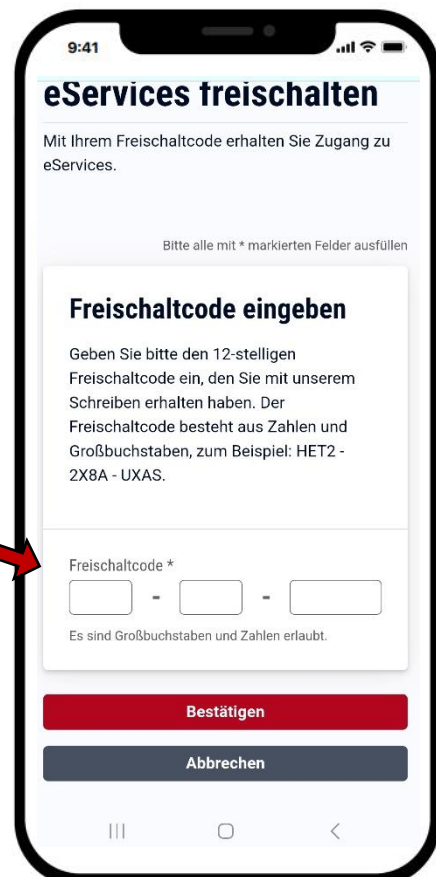 9:41
eServices freischalten
Mit Ihrem Freischaltcode erhalten Sie Zugang zu
eServices.
Bitte alle mit * markierten Felder ausfüllen
Freischaltcode eingeben
Geben Sie bitte den 12-stelligen
Freischaltcode ein, den Sie mit unserem
Schreiben erhalten haben. Der
Freischaltcode besteht aus Zahlen und
Großbuchstaben, zum Beispiel: HET2 -
2X8A - UXAS.
Freischaltcode *
- -
Es sind Großbuchstaben und Zahlen erlaubt.
Bestätigen
Abbrechen